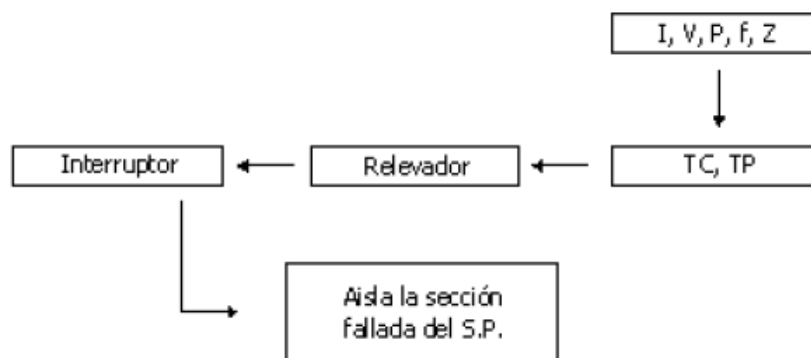 I, V, P, f, Z
Interruptor
Relevador
TC, TP
Aisla la sección
fallada del S.P.